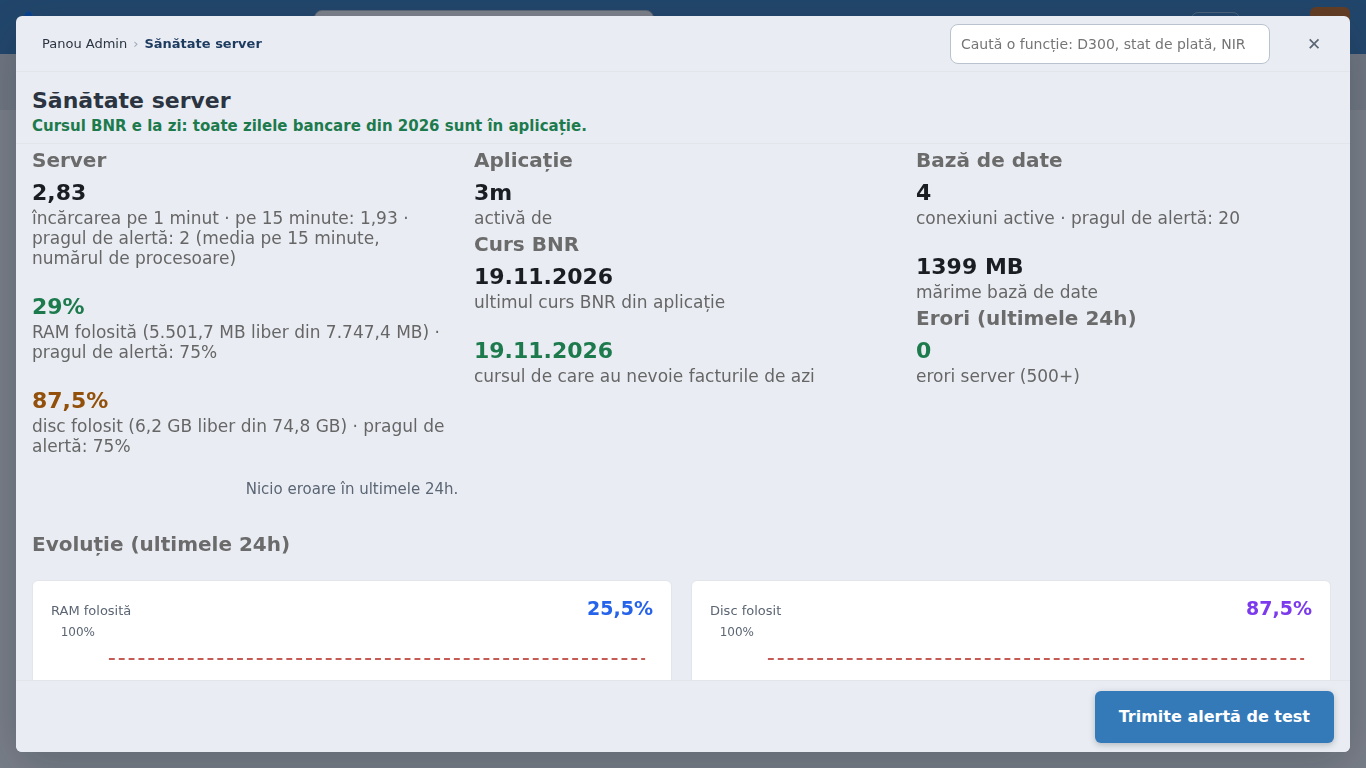 Panou Admin › Sănătate server
Caută o funcție: D300, stat de plată, NIR
✕
Sănătate server
Cursul BNR e la zi: toate zilele bancare din 2026 sunt în aplicație.
Server
2,83
încărcarea pe 1 minut · pe 15 minute: 1,93 ·
pragul de alertă: 2 (media pe 15 minute,
numărul de procesoare)
29%
RAM folosită (5.501,7 MB liber din 7.747,4 MB) ·
pragul de alertă: 75%
87,5%
disc folosit (6,2 GB liber din 74,8 GB) · pragul de
alertă: 75%
Aplicație
3m
activă de
Curs BNR
19.11.2026
ultimul curs BNR din aplicație
19.11.2026
cursul de care au nevoie facturile de azi
Bază de date
4
conexiuni active · pragul de alertă: 20
1399 MB
mărime bază de date
Erori (ultimele 24h)
0
erori server (500+)
Nicio eroare în ultimele 24h.
Evoluție (ultimele 24h)
RAM folosită
25,5%
100%
Disc folosit
87,5%
100%
Trimite alertă de test